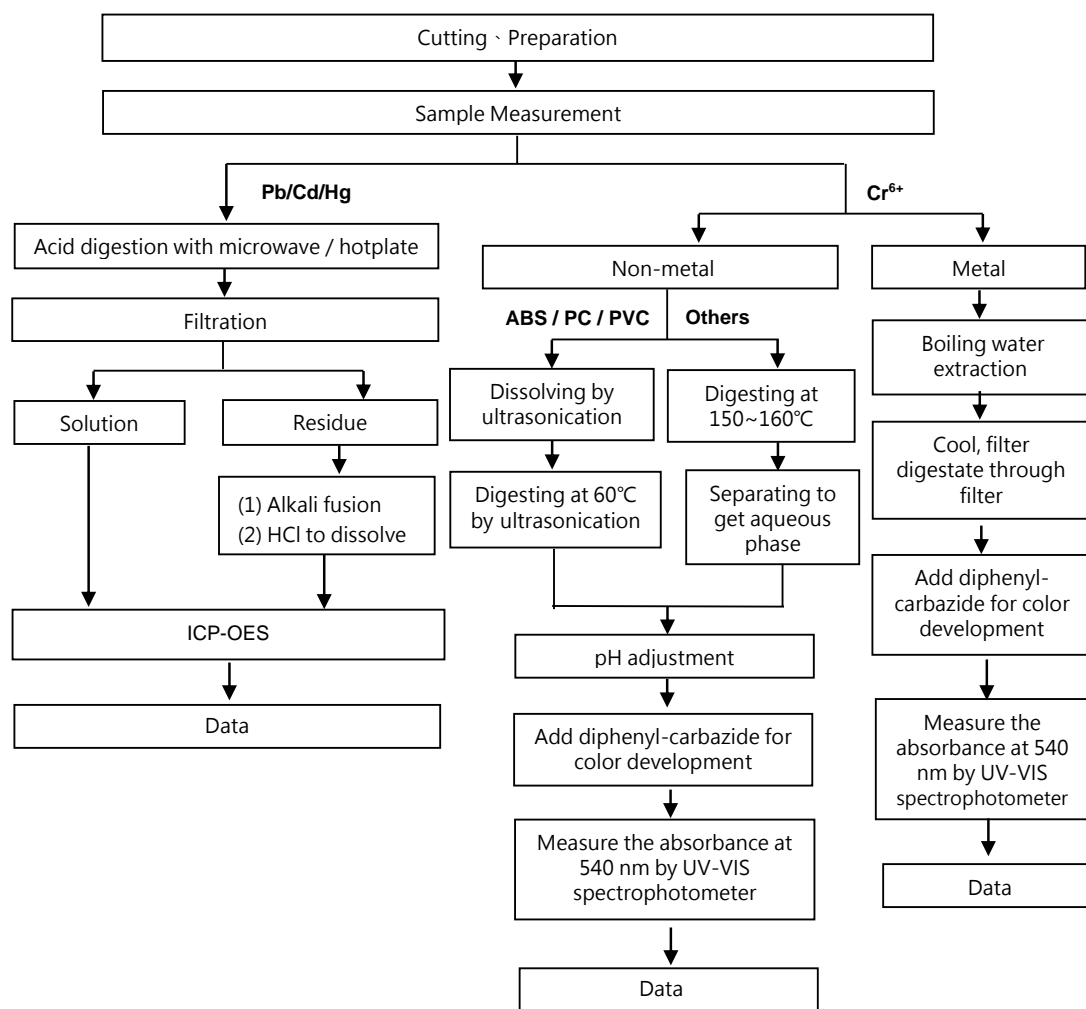 Cutting、Preparation
Sample Measurement
Pb/Cd/Hg
Cr⁶⁺
Acid digestion with microwave / hotplate
Non-metal
Metal
Filtration
ABS / PC / PVC
Others
Boiling water
extraction
Solution
Residue
Dissolving by
ultrasonication
Digesting at
150~160℃
Cool, filter
digestate through
filter
(1) Alkali fusion
(2) HCl to dissolve
Digesting at 60℃
by ultrasonication
Separating to
get aqueous
phase
Add diphenyl-
carbazide for color
development
ICP-OES
pH adjustment
Data
Add diphenyl-carbazide for
color development
Measure the
absorbance at 540
nm by UV-VIS
spectrophotometer
Measure the absorbance at
540 nm by UV-VIS
spectrophotometer
Data
Data